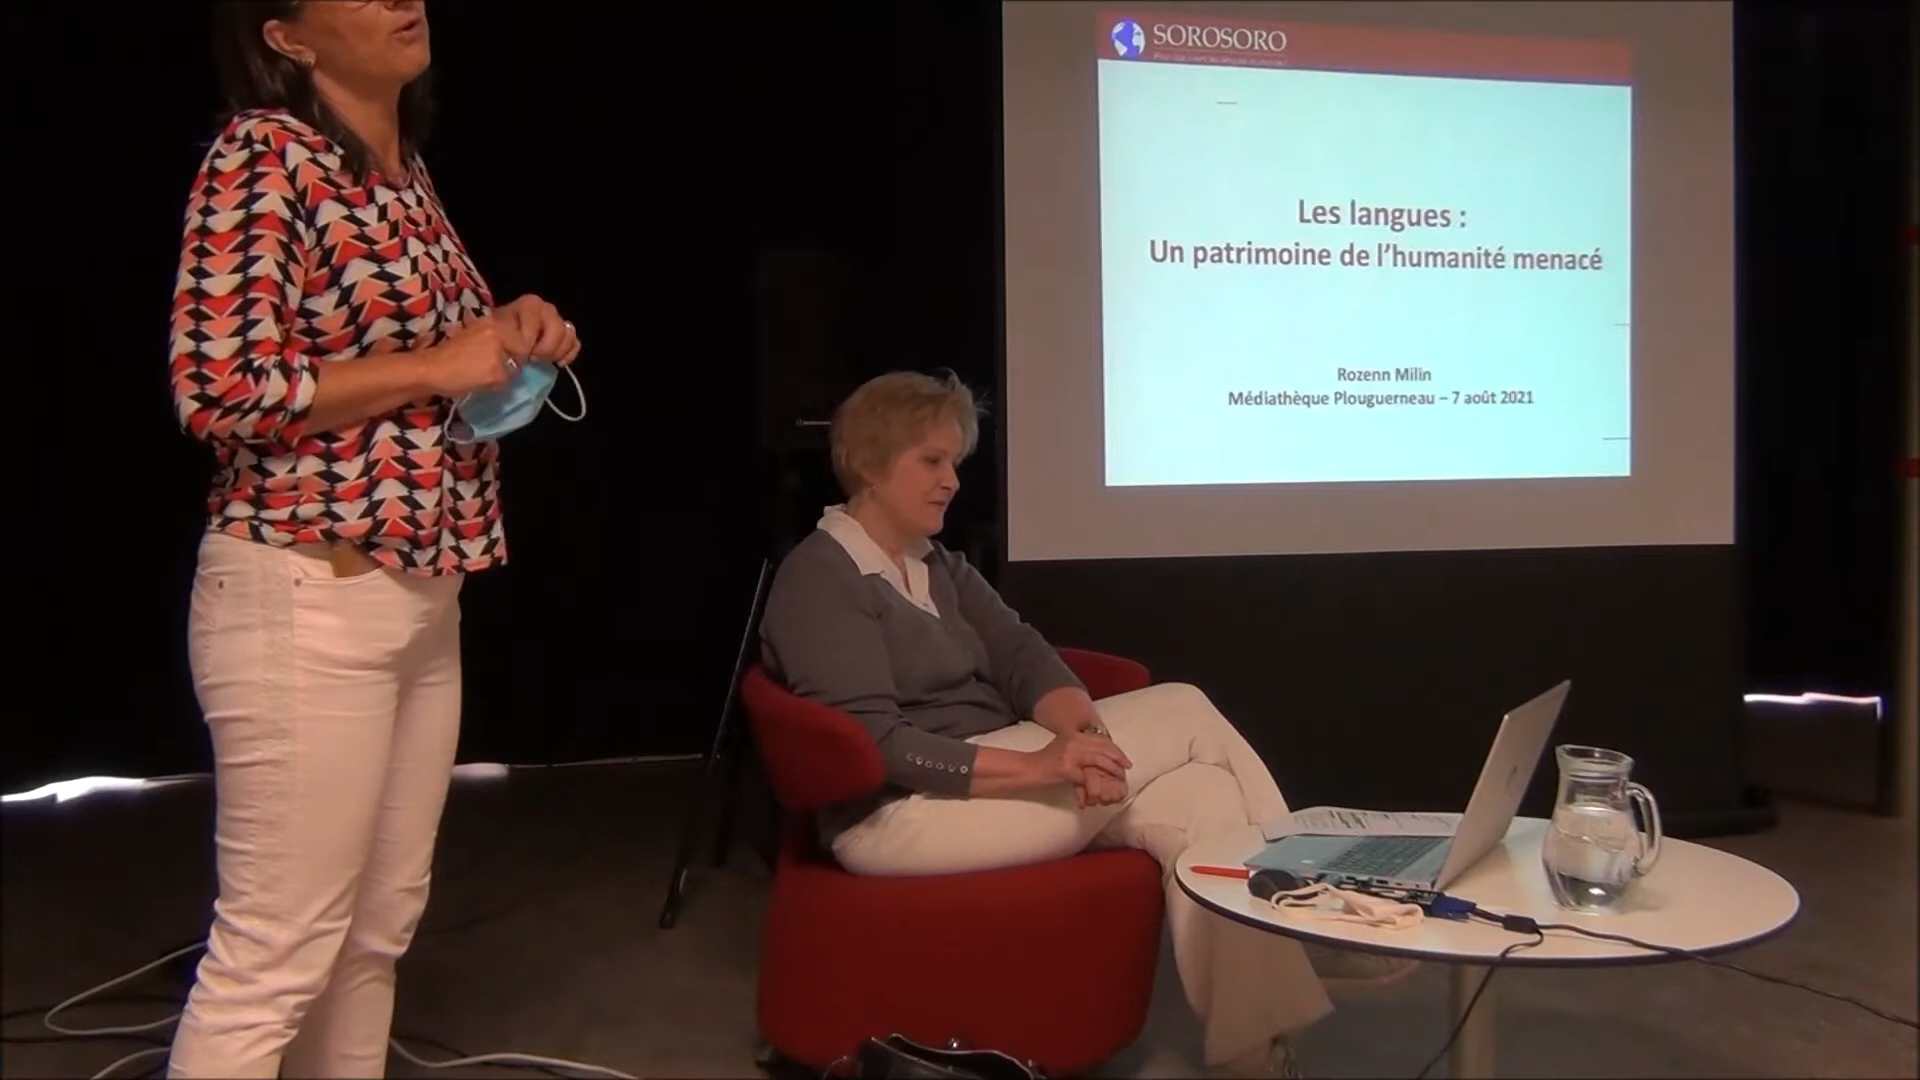 SOROSORO
Les langues :
Un patrimoine de l'humanité menacé
Rozenn Milin
Médiathèque Plouguerneau – 7 août 2021